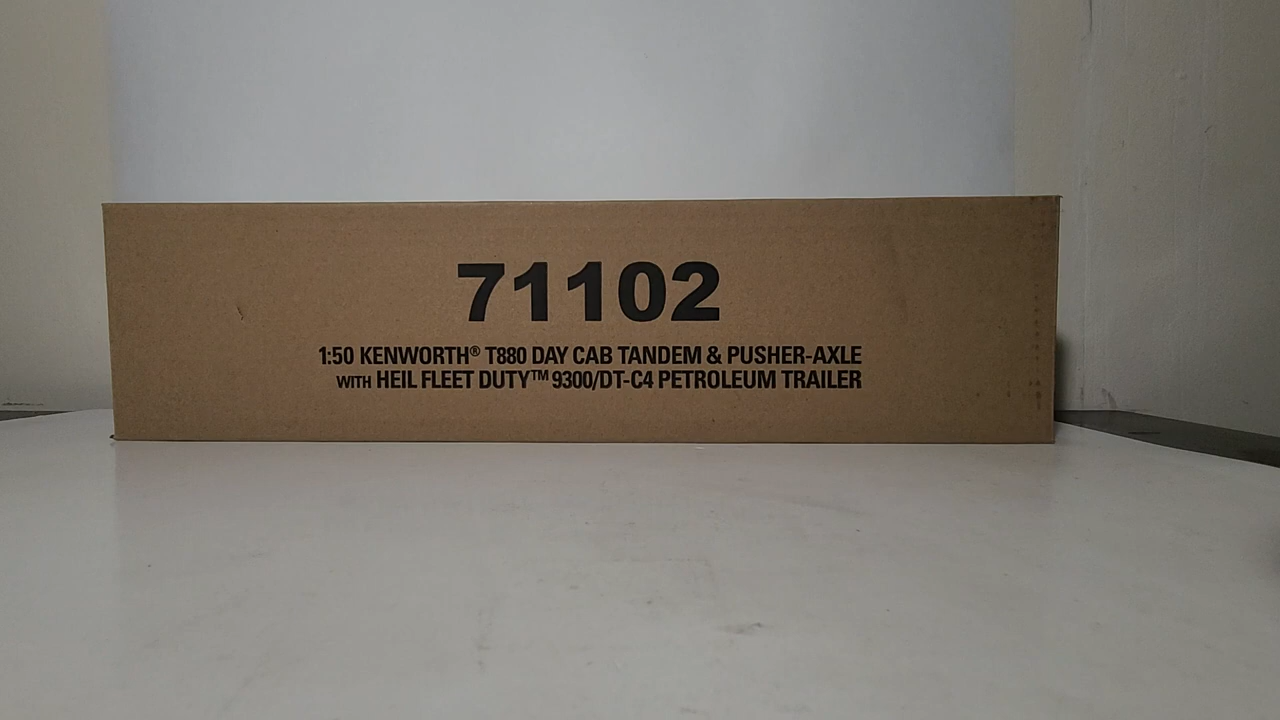 71102
1:50 KENWORTH® T880 DAY CAB TANDEM & PUSHER-AXLE
WITH HEIL FLEET DUTY™ 9300/DT-C4 PETROLEUM TRAILER